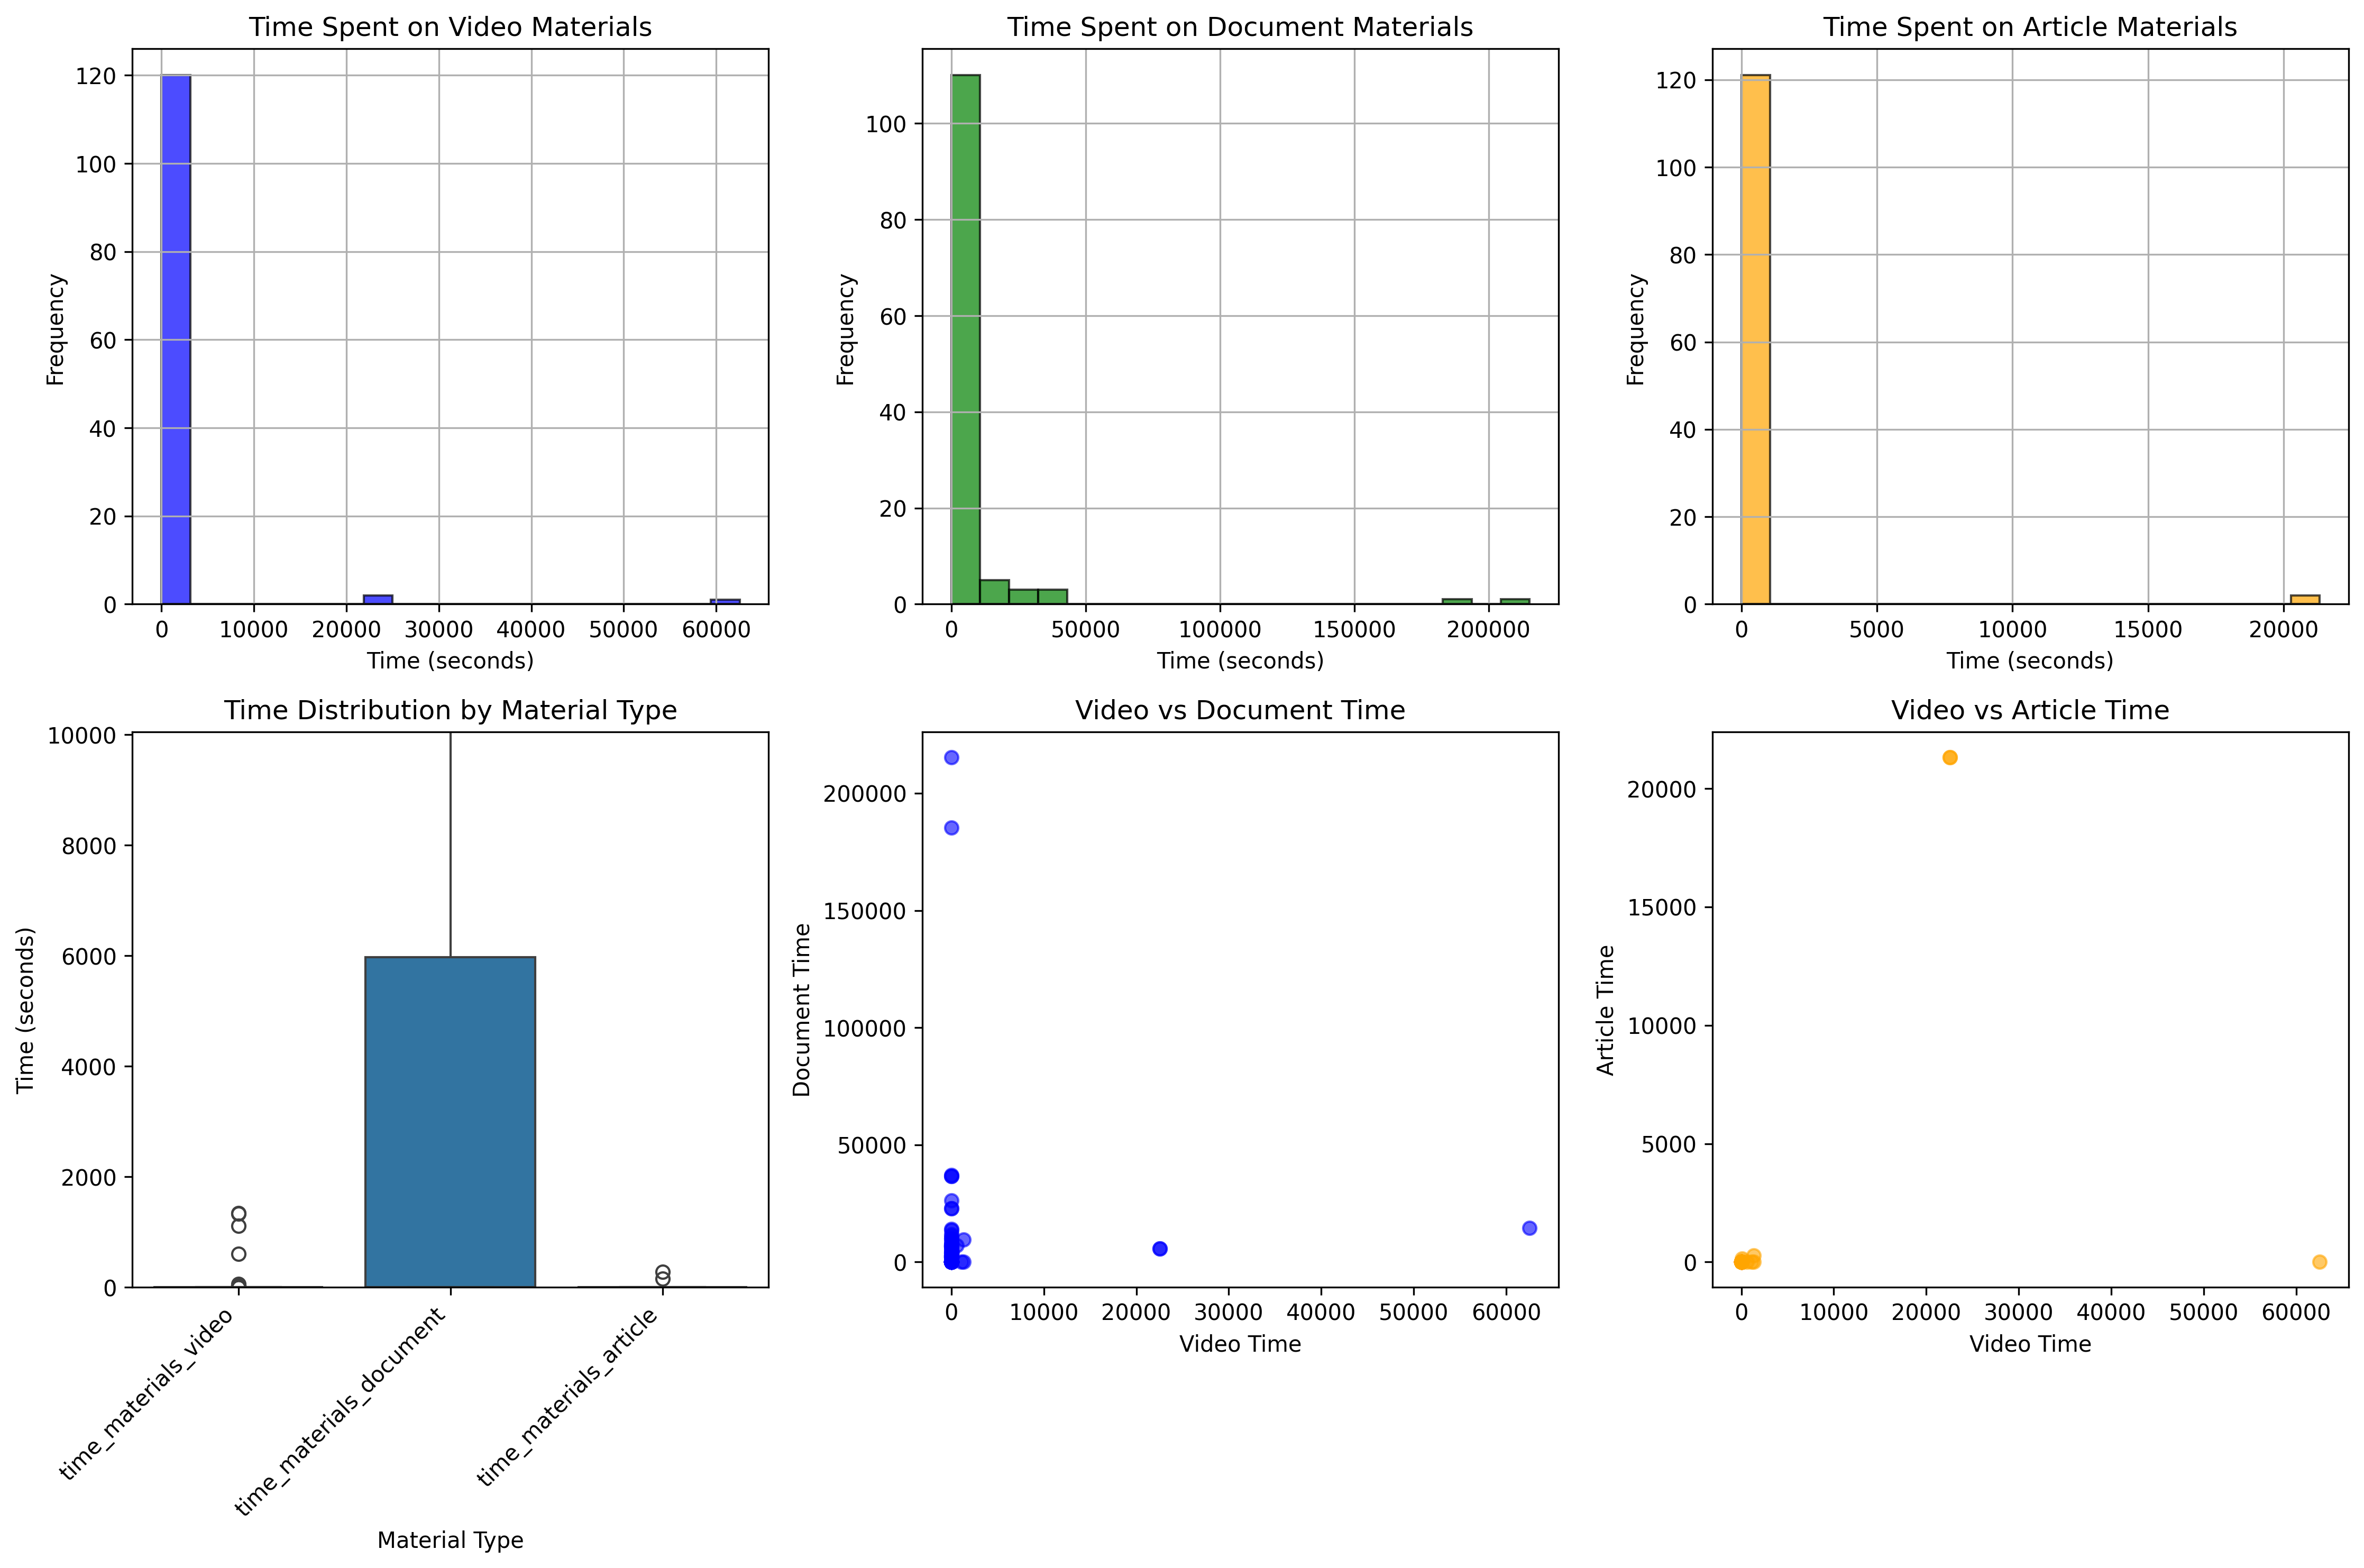 Time Spent on Video Materials
Frequency
120
100
80
60
40
20
0
0 10000 20000 30000 40000 50000 60000
Time (seconds)
Time Spent on Document Materials
Frequency
100
80
60
40
20
0
0 50000 100000 150000 200000
Time (seconds)
Time Spent on Article Materials
Frequency
120
100
80
60
40
20
0
0 5000 10000 15000 20000
Time (seconds)
Time Distribution by Material Type
Time (seconds)
10000
8000
6000
4000
2000
0
time_materials_video
time_materials_document
time_materials_article
Material Type
Video vs Document Time
Document Time
200000
150000
100000
50000
0
0 10000 20000 30000 40000 50000 60000
Video Time
Video vs Article Time
Article Time
20000
15000
10000
5000
0
0 10000 20000 30000 40000 50000 60000
Video Time